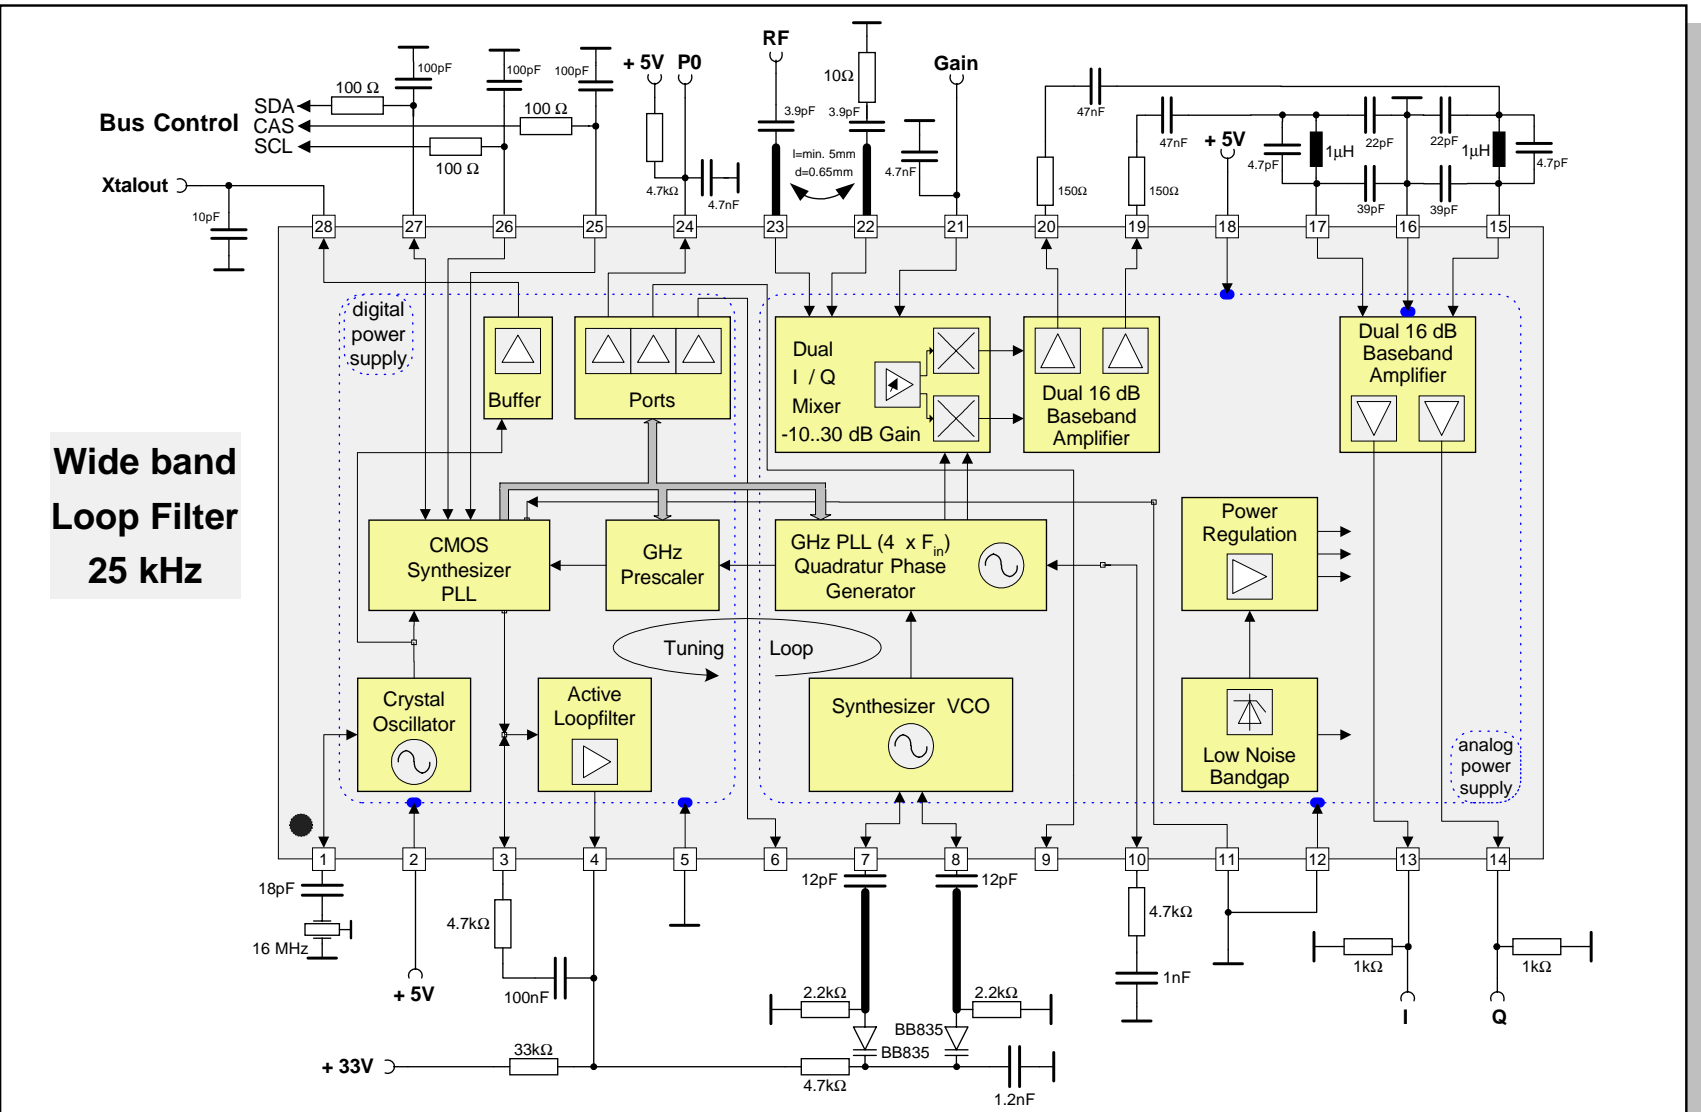 RF
+ 5V P0
Gain
100pF
100pF
100pF
10Ω
100 Ω
100 Ω
100 Ω
SDA
CAS
SCL
Bus Control
Xtalout
10pF
4.7kΩ
4.7nF
3.9pF
3.9pF
l=min. 5mm
d=0.65mm
4.7nF
47nF
47nF
150Ω
150Ω
+ 5V
4.7pF
1µH
22pF
22pF
1µH
4.7pF
39pF
39pF
28
27
26
25
24
23
22
21
20
19
18
17
16
15
digital
power
supply
Buffer
Ports
Dual
I / Q
Mixer
-10..30 dB Gain
Dual 16 dB
Baseband
Amplifier
Dual 16 dB
Baseband
Amplifier
Wide band
Loop Filter
25 kHz
CMOS
Synthesizer
PLL
GHz
Prescaler
GHz PLL (4 x Fin)
Quadratur Phase
Generator
Power
Regulation
Tuning Loop
Crystal
Oscillator
Active
Loopfilter
Synthesizer VCO
Low Noise
Bandgap
analog
power
supply
1
2
3
4
5
6
7
8
9
10
11
12
13
14
18pF
16 MHz
+ 5V
4.7kΩ
100nF
12pF
12pF
2.2kΩ
2.2kΩ
BB835
BB835
4.7kΩ
1nF
1kΩ
1kΩ
I
Q
+ 33V
33kΩ
4.7kΩ
1.2nF